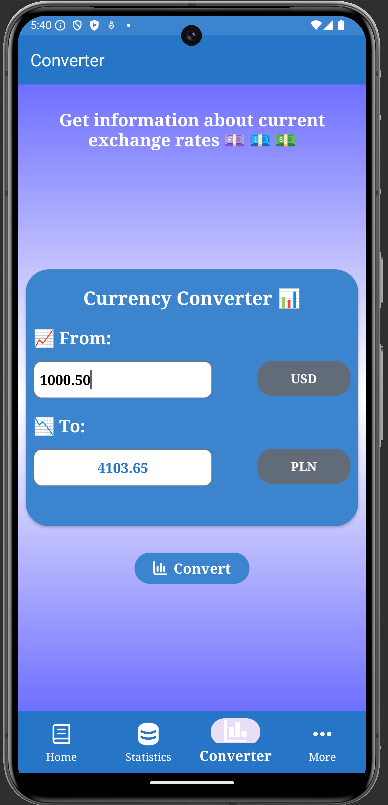 5:40
Converter
Get information about current
exchange rates 💷 💶 💵
Currency Converter 📊
📈 From:
1000.50
USD
📉 To:
4103.65
PLN
Convert
Home
Statistics
Converter
More